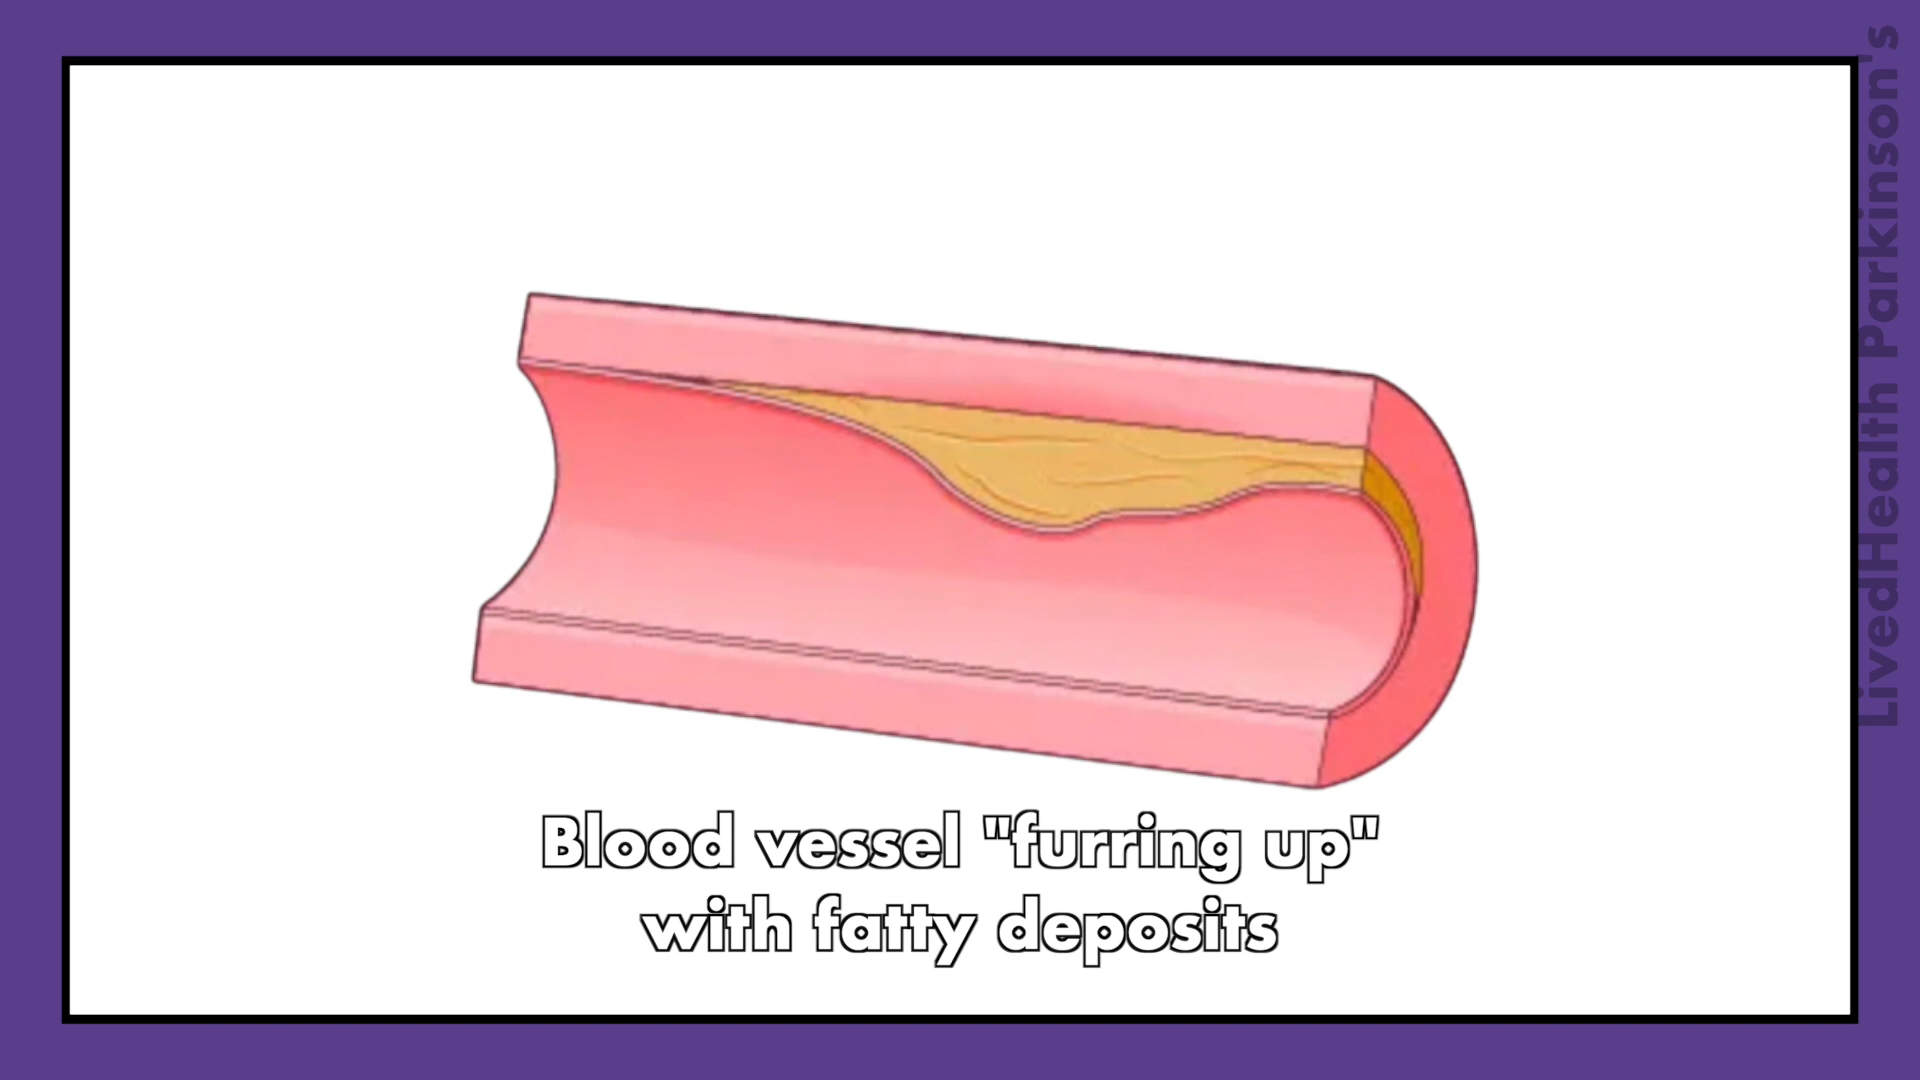 Blood vessel "furring up"
with fatty deposits
LivedHealth Parkinson's